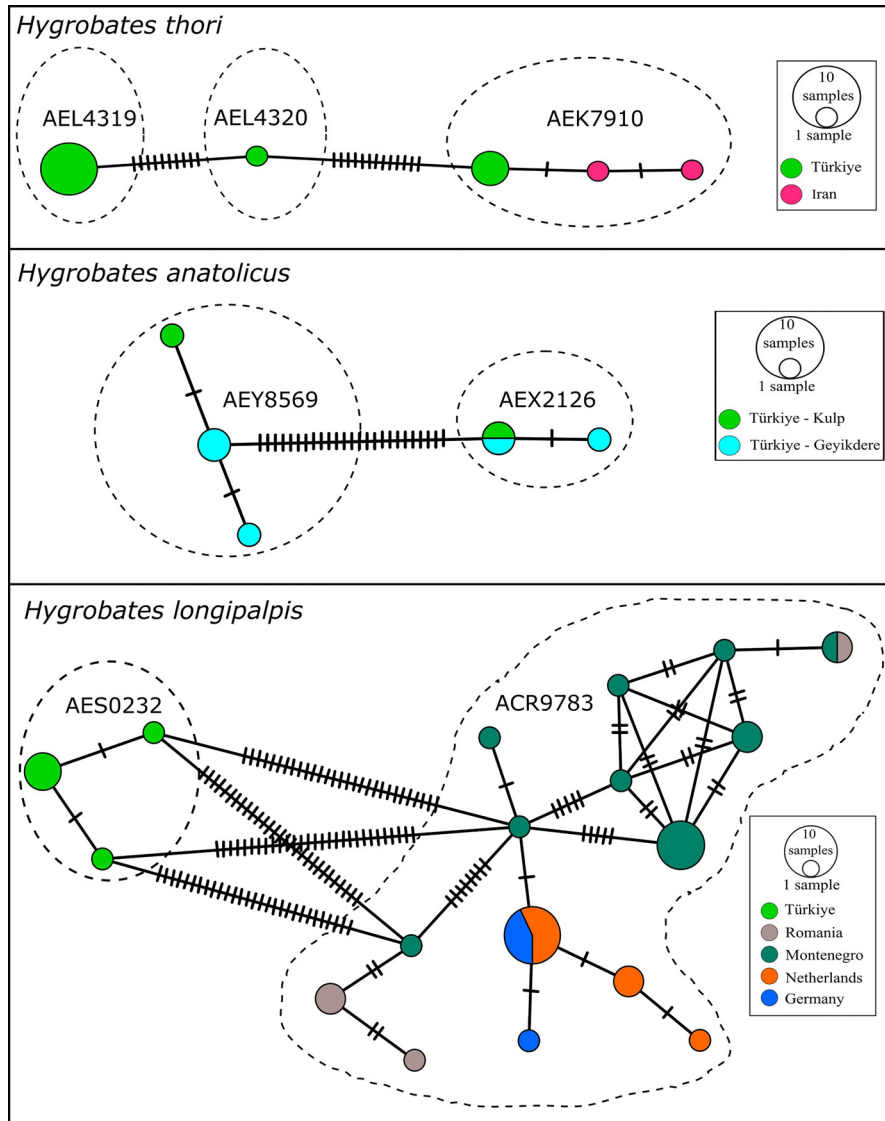 Hygrobates thori
AEL4319
AEL4320
AEK7910
10
samples
1 sample
Türkiye
Iran
Hygrobates anatolicus
AEY8569
AEX2126
10
samples
1 sample
Türkiye - Kulp
Türkiye - Geyikdere
Hygrobates longipalpis
AES0232
ACR9783
10
samples
1 sample
Türkiye
Romania
Montenegro
Netherlands
Germany